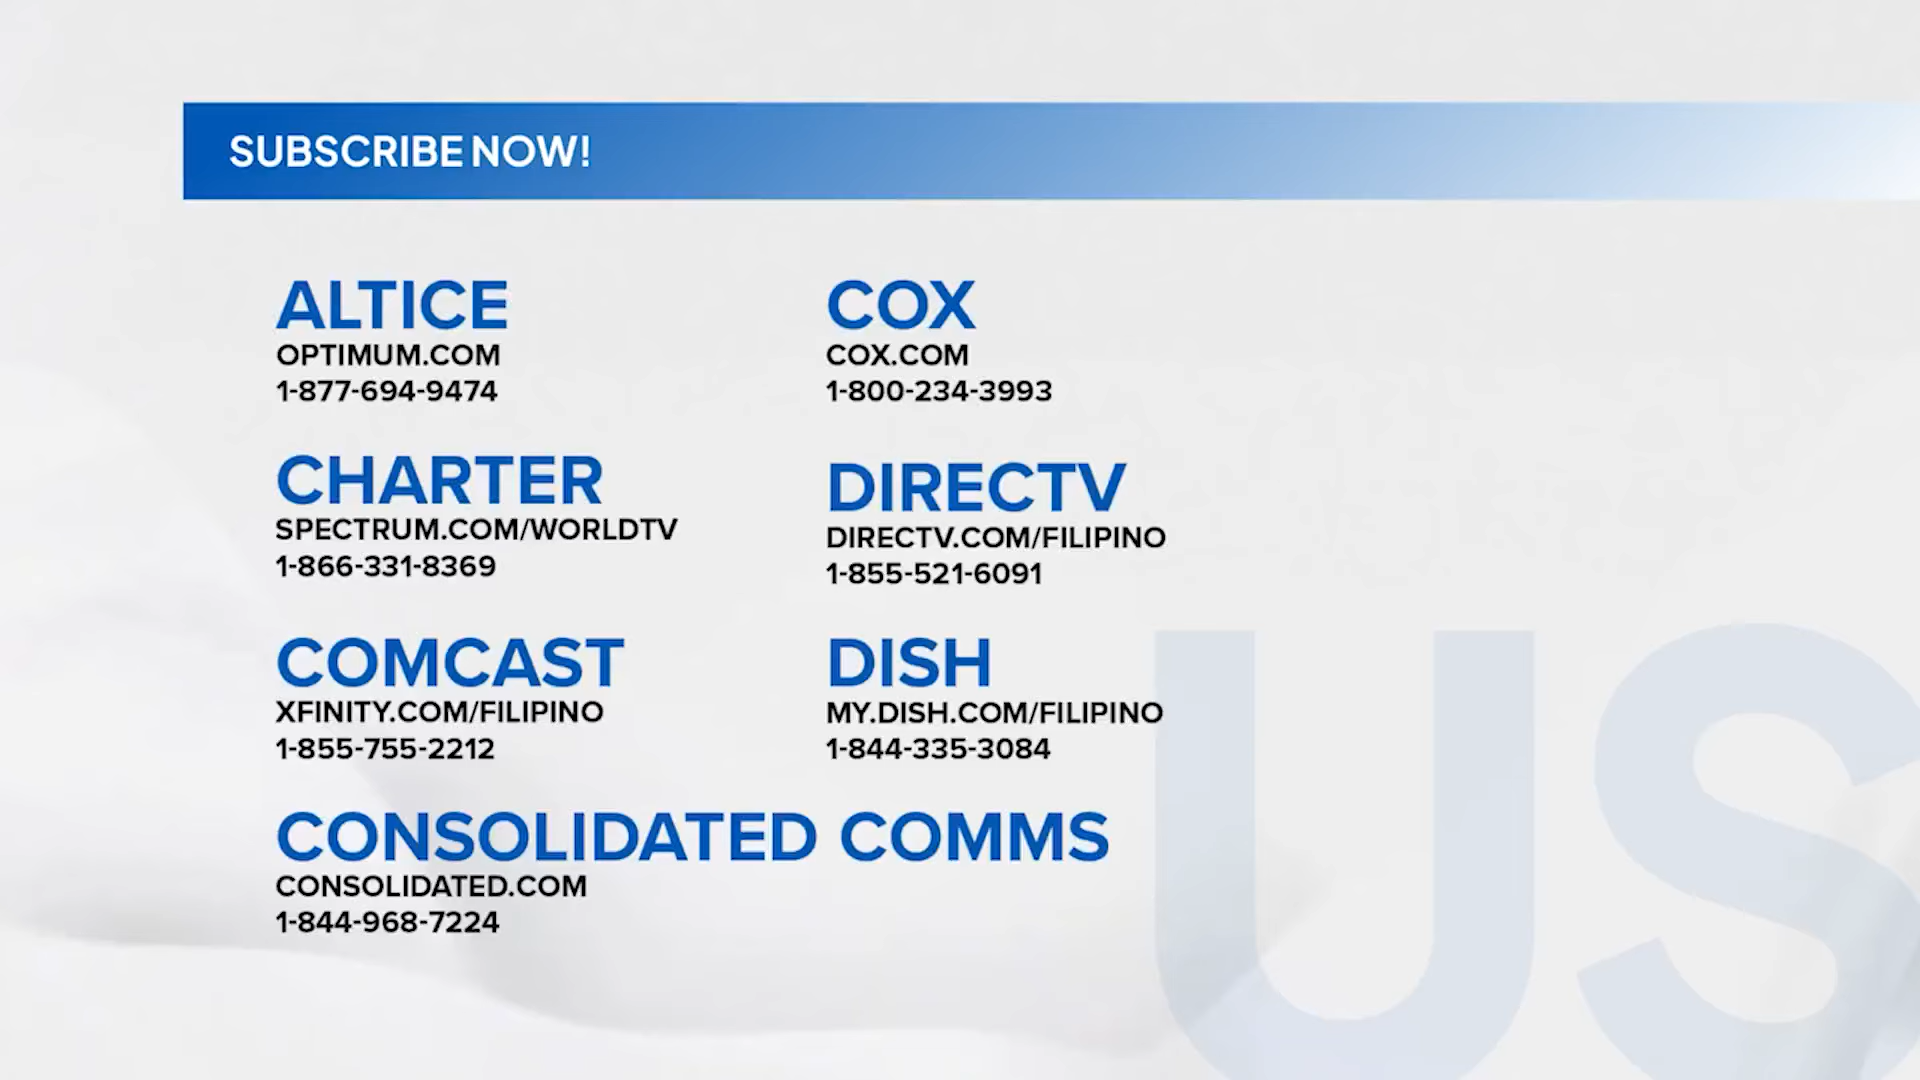 SUBSCRIBE NOW!
ALTICE
OPTIMUM.COM
1-877-694-9474
CHARTER
SPECTRUM.COM/WORLDTV
1-866-331-8369
COMCAST
XFINITY.COM/FILIPINO
1-855-755-2212
CONSOLIDATED COMMS
CONSOLIDATED.COM
1-844-968-7224
COX
COX.COM
1-800-234-3993
DIRECTV
DIRECTV.COM/FILIPINO
1-855-521-6091
DISH
MY.DISH.COM/FILIPINO
1-844-335-3084
US